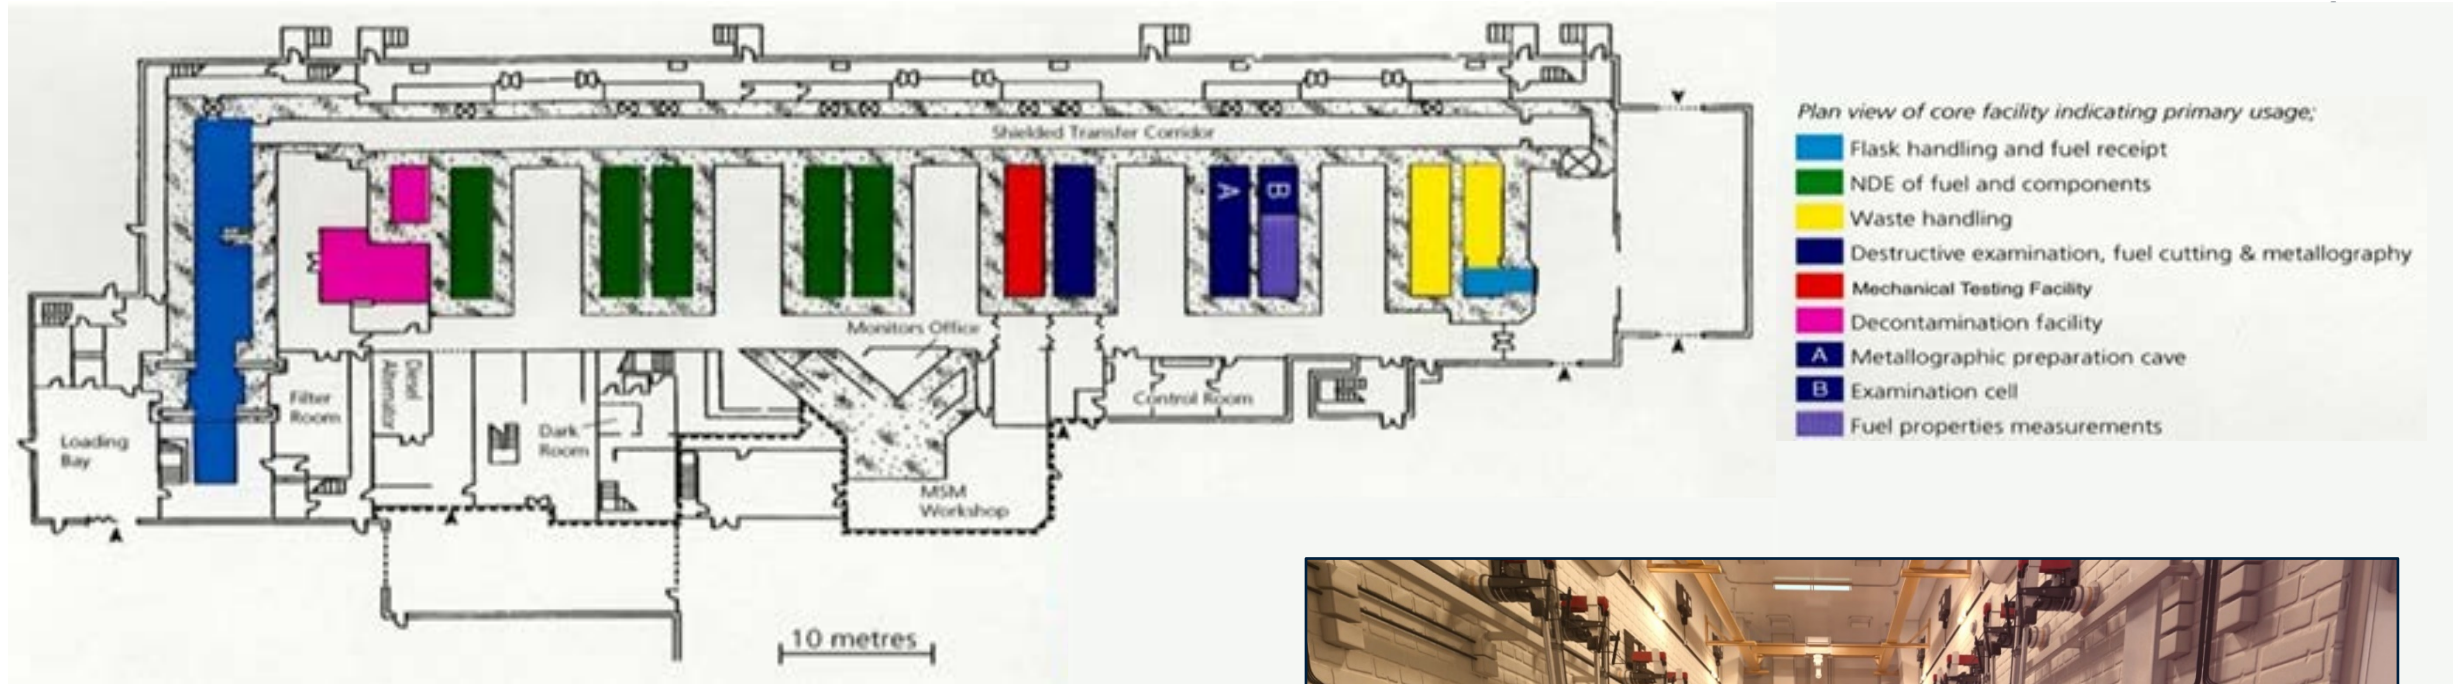 Shielded Transfer Corridor
A
B
Monitors Office
Diesel
Alternator
Filter
Room
Dark
Room
Control Room
Loading
Bay
MSM
Workshop
10 metres
Plan view of core facility indicating primary usage;
Flask handling and fuel receipt
NDE of fuel and components
Waste handling
Destructive examination, fuel cutting & metallography
Mechanical Testing Facility
Decontamination facility
A Metallographic preparation cave
B Examination cell
Fuel properties measurements